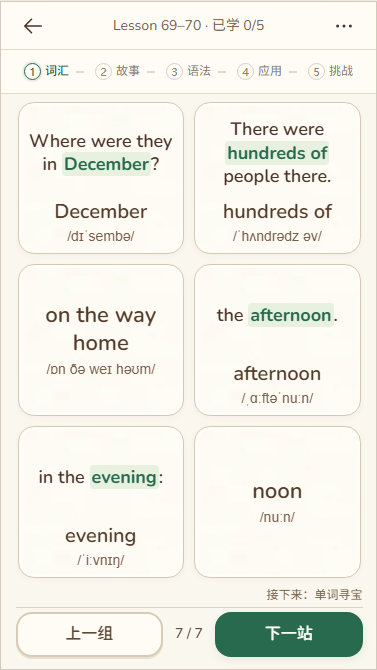 Lesson 69–70 · 已学 0/5
1 词汇 – 2 故事 – 3 语法 – 4 应用 – 5 挑战
Where were they
in December?
December
/dɪˈsembə/
There were
hundreds of
people there.
hundreds of
/ˈhʌndrədz əv/
on the way
home
/ɒn ðə weɪ həʊm/
the afternoon.
afternoon
/ˌɑːftəˈnuːn/
in the evening:
evening
/ˈiːvnɪŋ/
noon
/nuːn/
接下来：单词寻宝
上一组
7 / 7
下一站